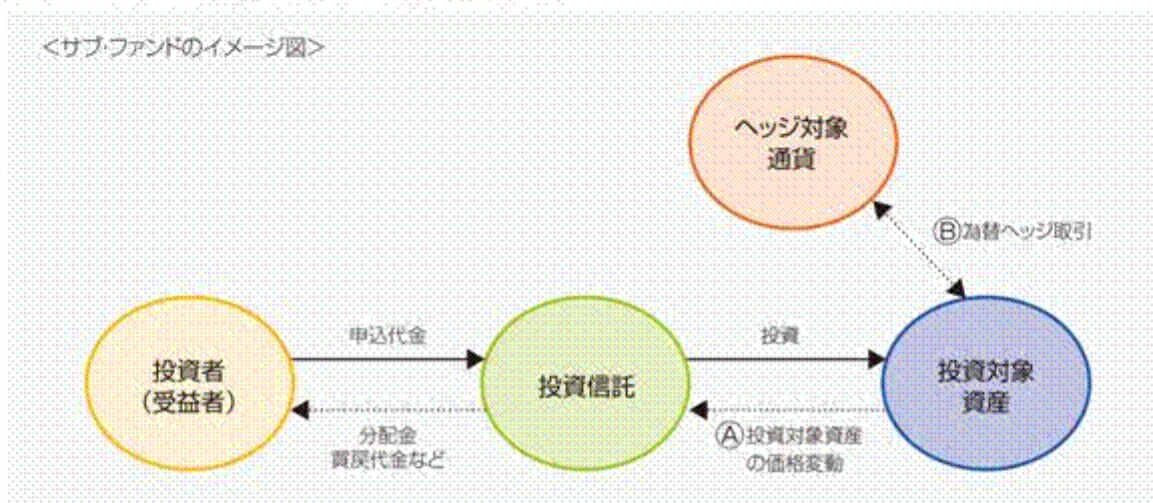 <サブ・ファンドのイメージ図>
ヘッジ対象
通貨
Ⓑ為替ヘッジ取引
申込代金
投資
投資者
（受益者）
投資信託
投資対象
資産
分配金
買戻代金など
Ⓐ投資対象資産
の価格変動